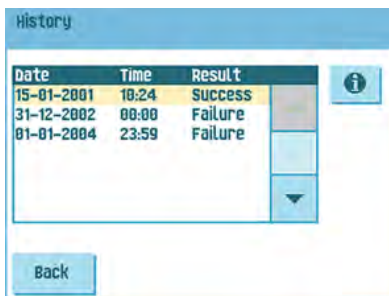 History
Date Time Result
15-01-2001 10:24 Success
31-12-2002 00:00 Failure
01-01-2004 23:59 Failure
Back